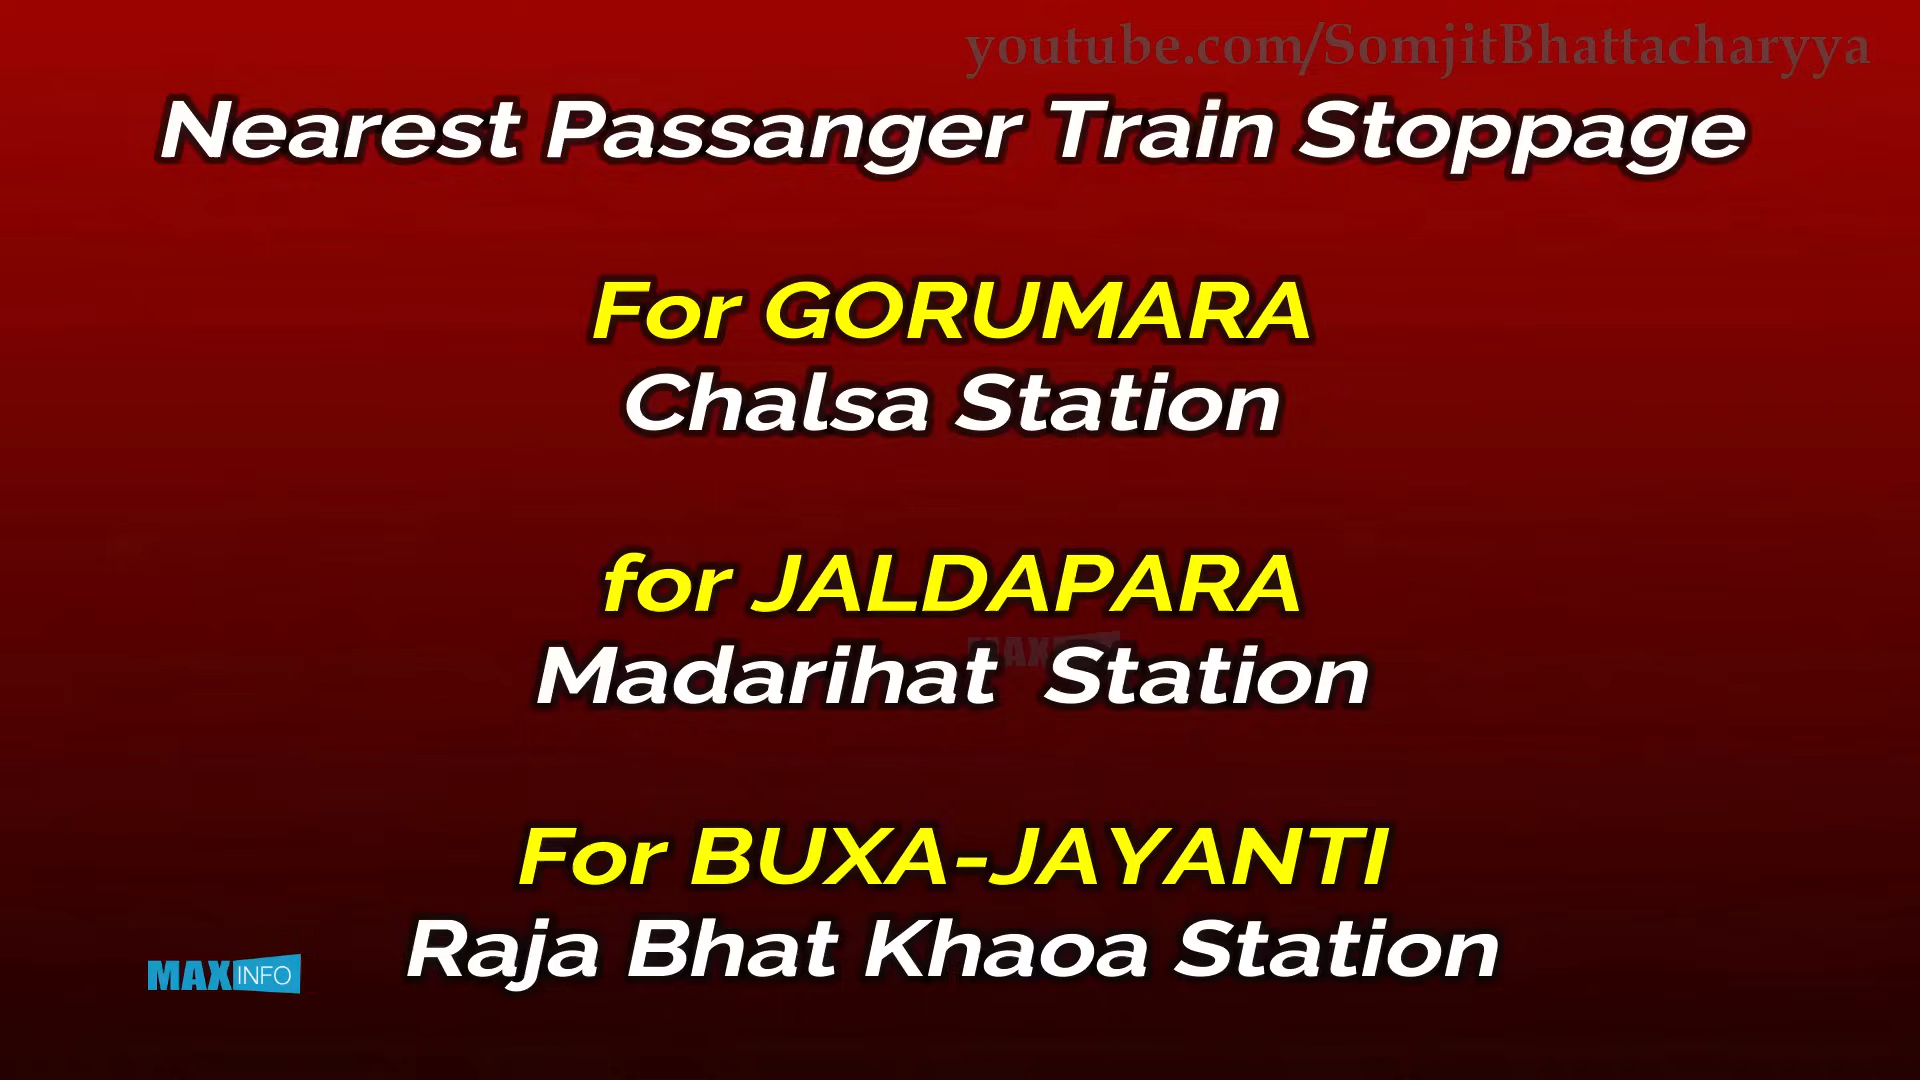 youtube.com/SomjitBhattacharyya
Nearest Passanger Train Stoppage
For GORUMARA
Chalsa Station
for JALDAPARA
Madarihat Station
For BUXA-JAYANTI
Raja Bhat Khaoa Station
MAXINFO